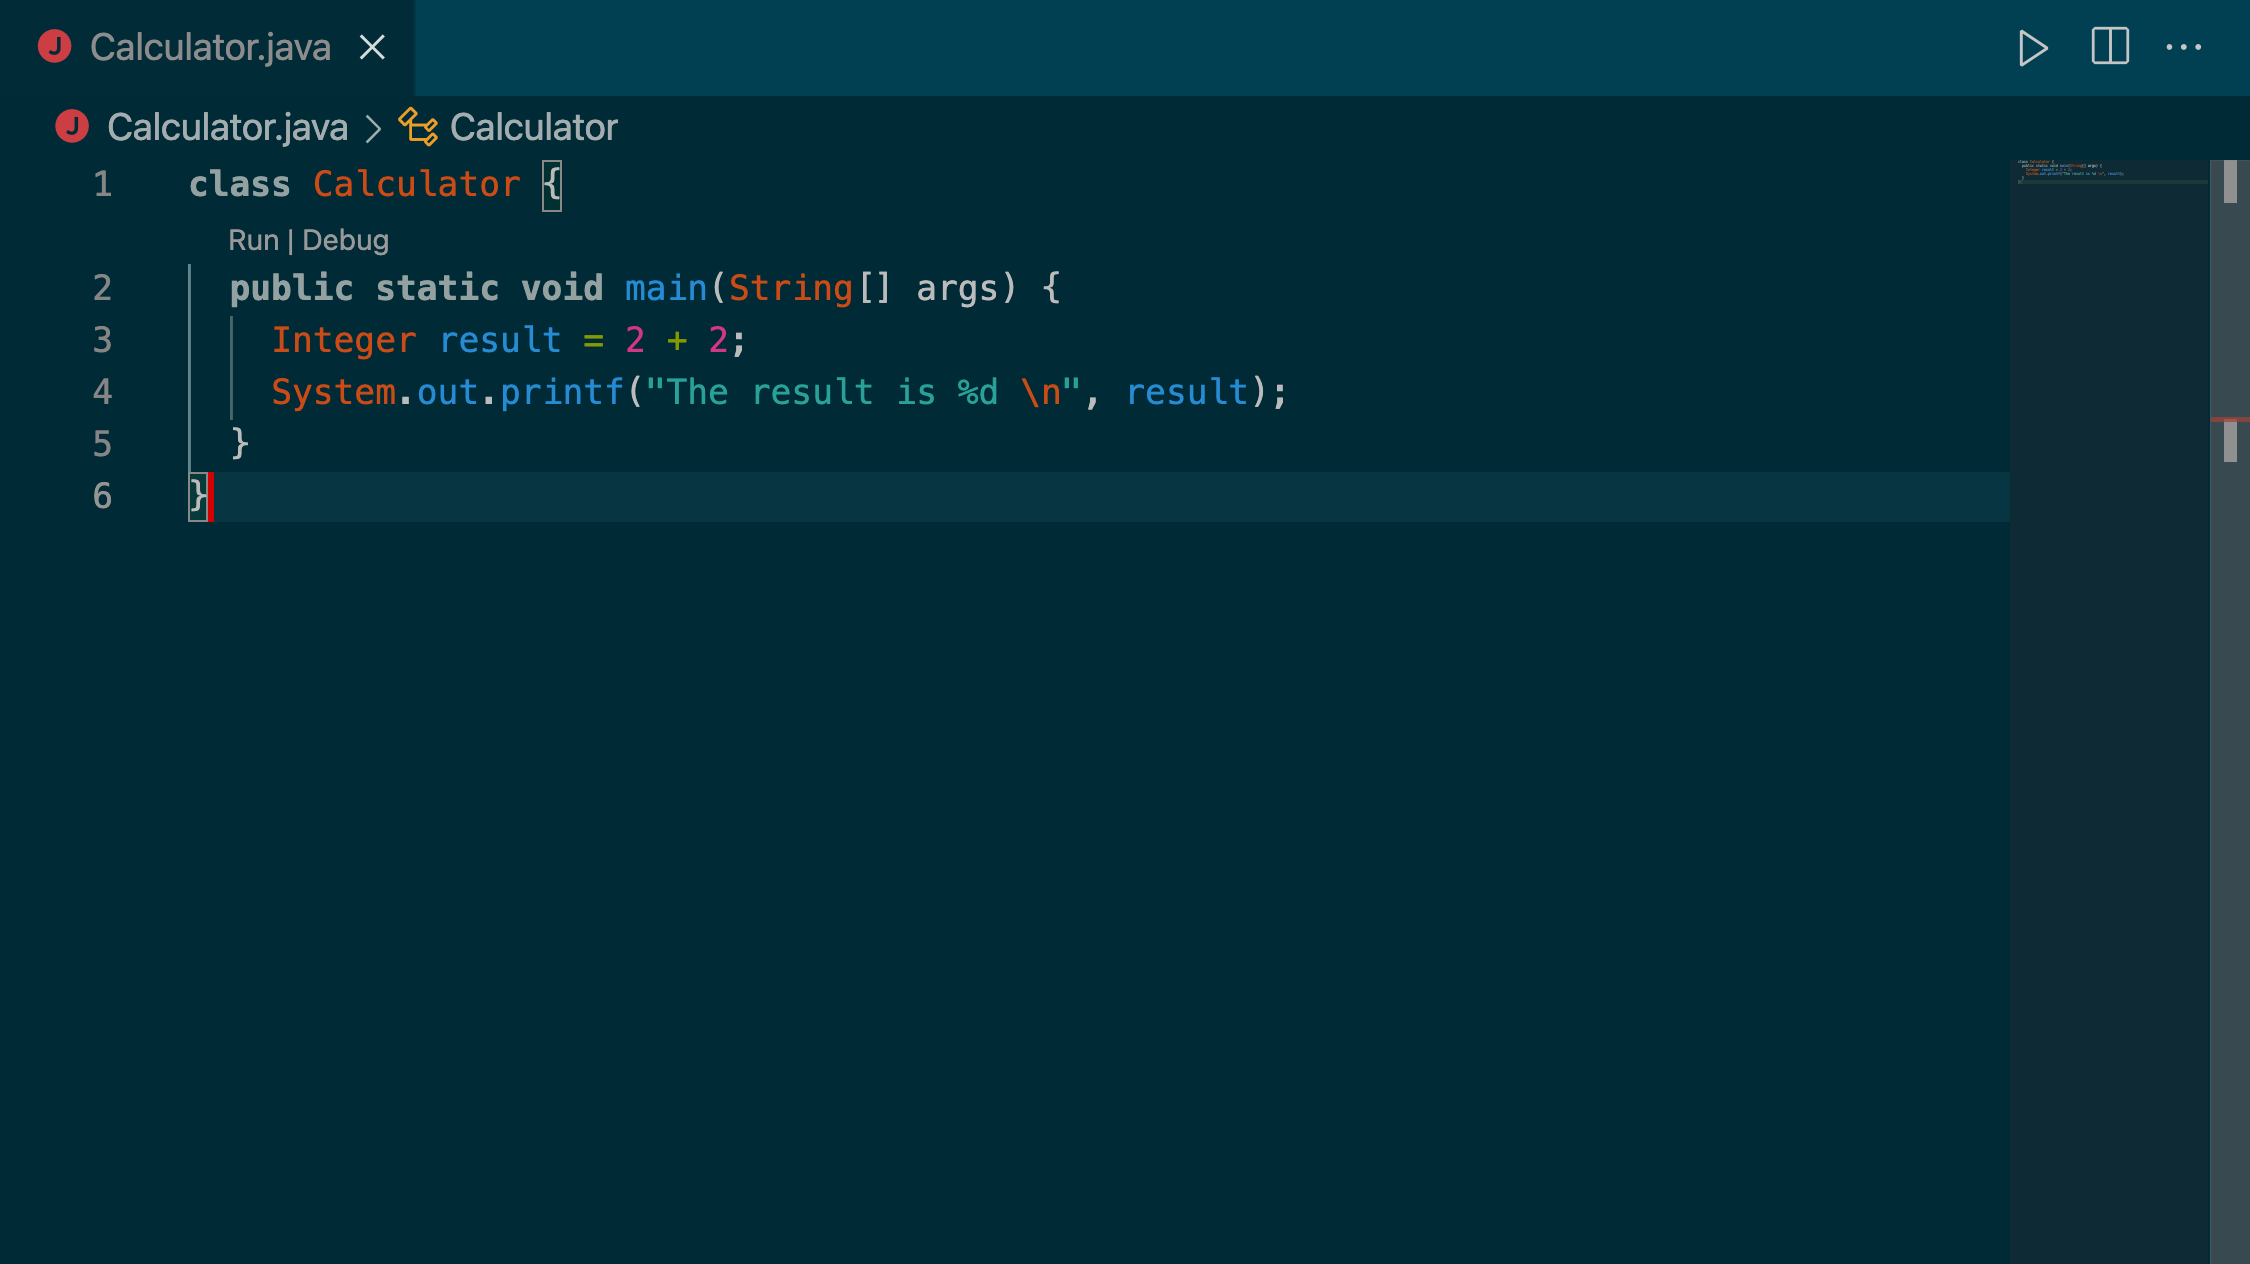 J Calculator.java
J Calculator.java > Calculator
1 class Calculator {
Run | Debug
2 public static void main(String[] args) {
3 Integer result = 2 + 2;
4 System.out.printf("The result is %d \n", result);
5 }
6 }